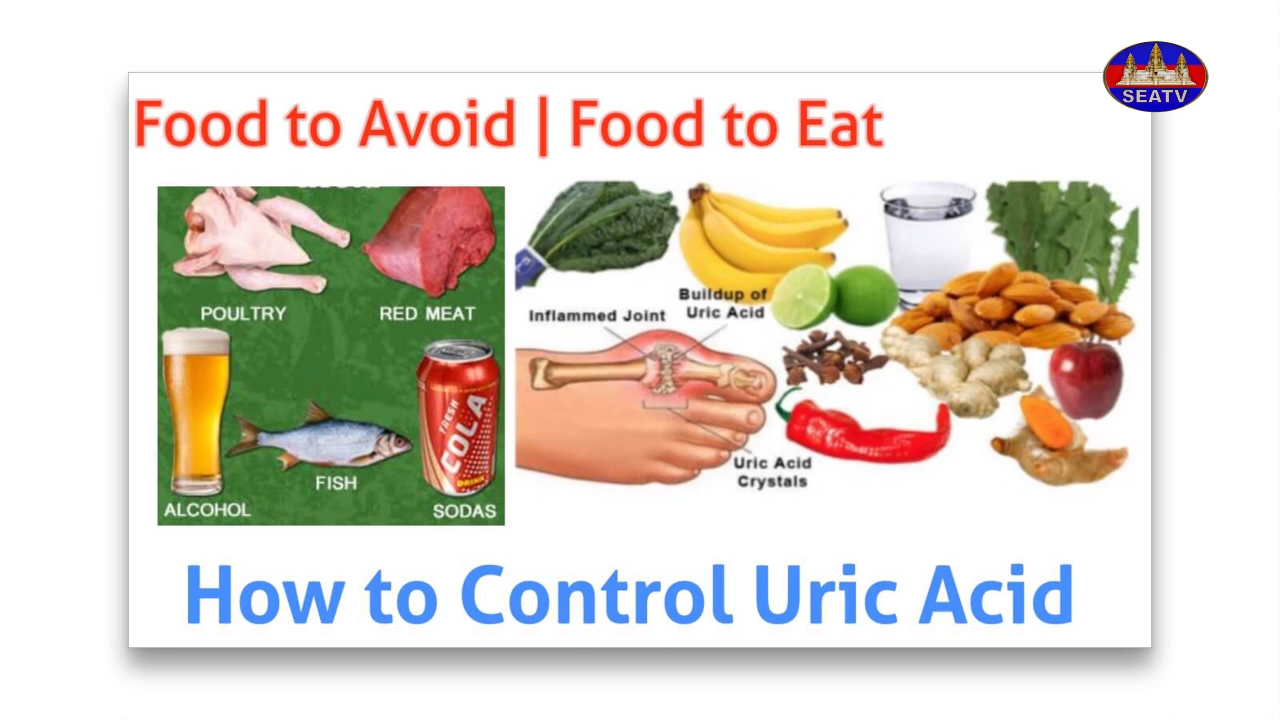 SEATV
Food to Avoid | Food to Eat
POULTRY
RED MEAT
ALCOHOL
FISH
SODAS
FRESH
COLA
DRINK
Inflammed Joint
Buildup of
Uric Acid
Uric Acid
Crystals
How to Control Uric Acid